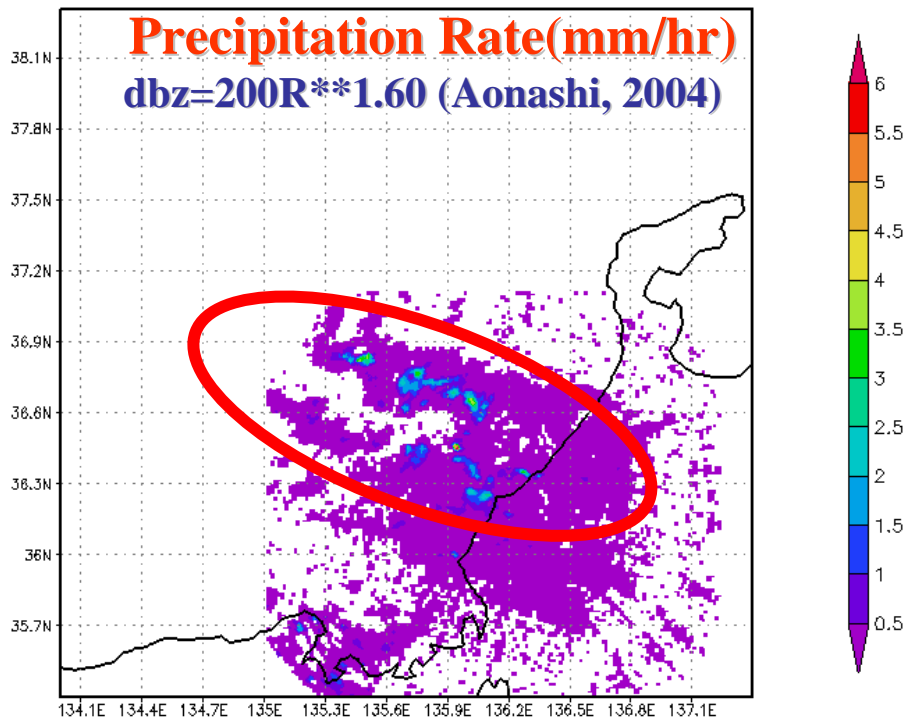 Precipitation Rate(mm/hr)
dbz=200R**1.60 (Aonashi, 2004)
38.1N
37.8N
37.5N
37.2N
36.9N
36.6N
36.3N
36N
35.7N
134.1E 134.4E 134.7E 135E 135.3E 135.6E 135.9E 136.2E 136.5E 136.8E 137.1E
6
5.5
5
4.5
4
3.5
3
2.5
2
1.5
1
0.5